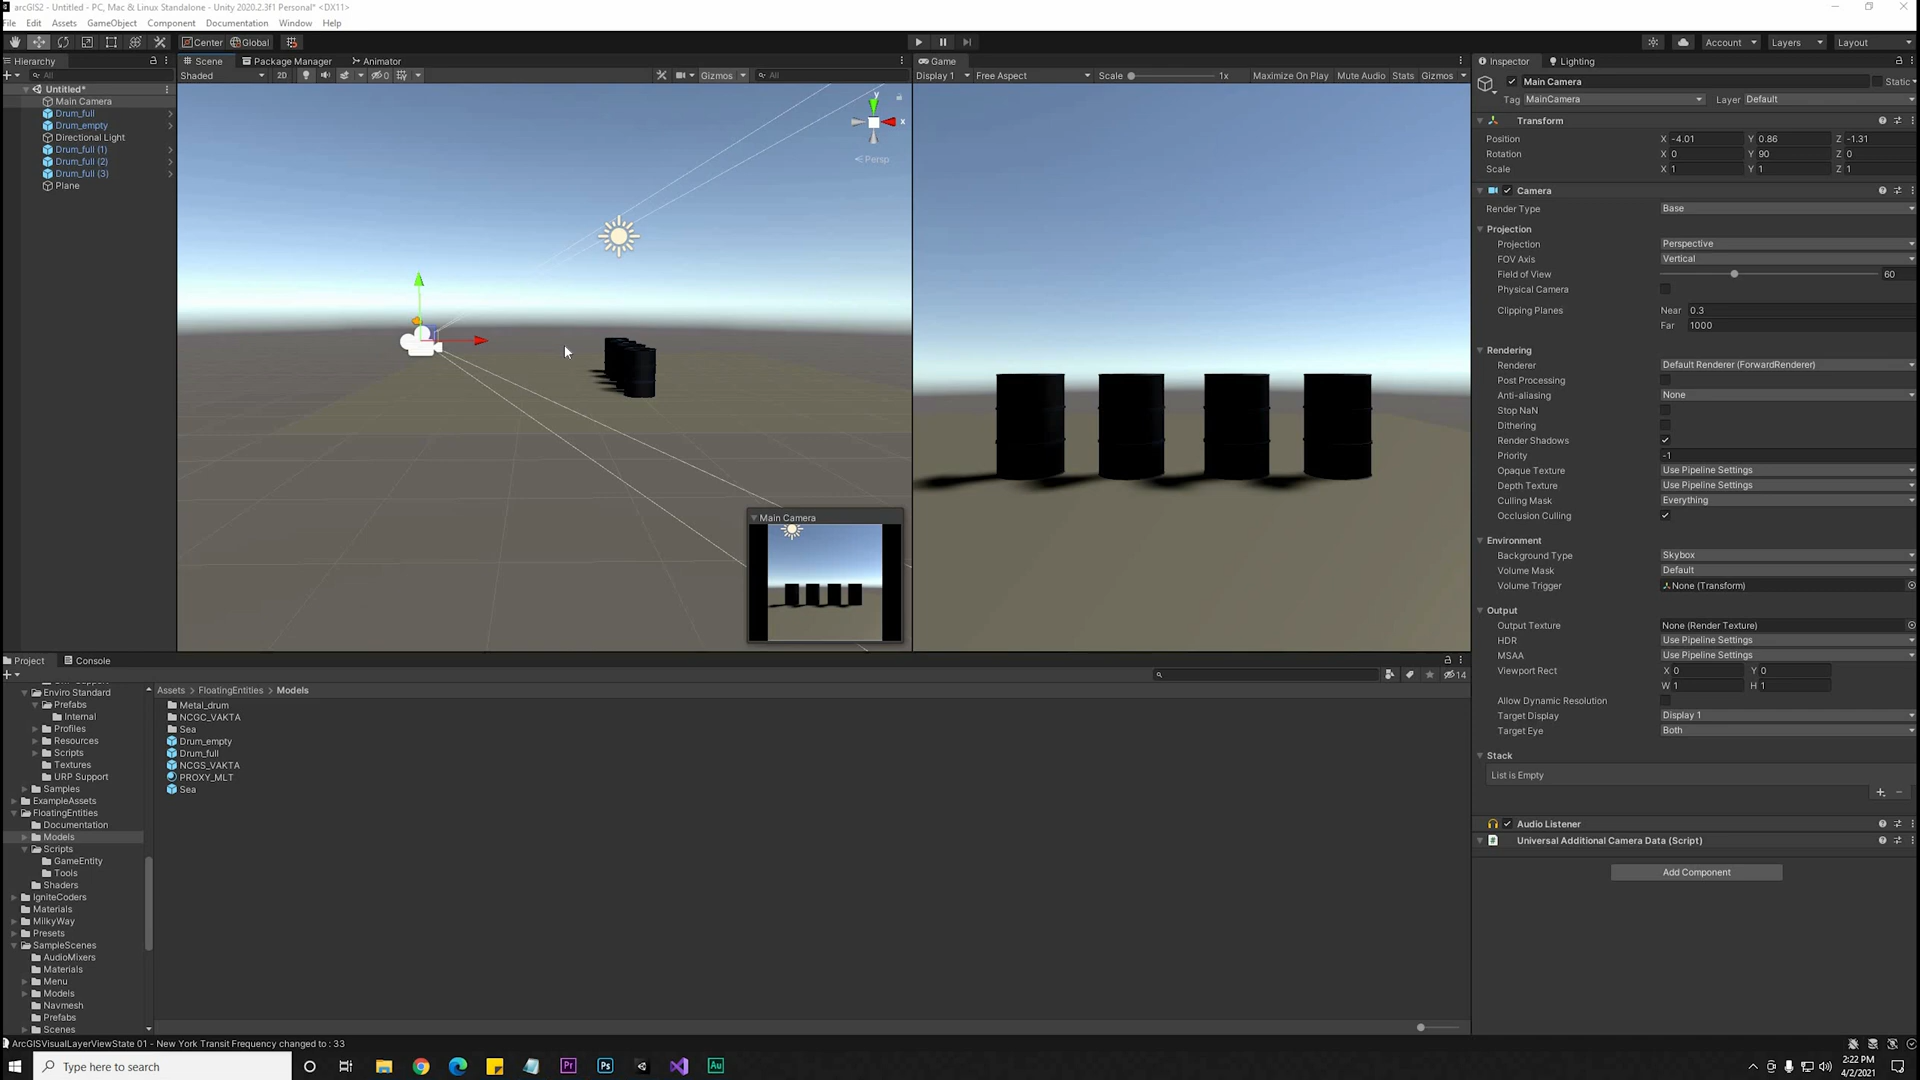 arcGIS2 - Untitled - PC, Mac & Linux Standalone - Unity 2020.2.3f1 Personal* <DX11>
File Edit Assets GameObject Component Documentation Window Help
Center Global
Account Layers Layout
Hierarchy
All
Untitled*
Main Camera
Drum_full
Drum_empty
Directional Light
Drum_full (1)
Drum_full (2)
Drum_full (3)
Plane
Scene Package Manager Animator
Shaded 2D 0 Gizmos All
y
x
Persp
Main Camera
Game
Display 1 Free Aspect Scale 1x Maximize On Play Mute Audio Stats Gizmos
Inspector Lighting
Main Camera Static
Tag MainCamera Layer Default
Transform
Position X -4.01 Y 0.86 Z -1.31
Rotation X 0 Y 90 Z 0
Scale X 1 Y 1 Z 1
Camera
Render Type Base
Projection
Projection Perspective
FOV Axis Vertical
Field of View 60
Physical Camera
Clipping Planes Near 0.3
Far 1000
Rendering
Renderer Default Renderer (ForwardRenderer)
Post Processing
Anti-aliasing None
Stop NaN
Dithering
Render Shadows
Priority -1
Opaque Texture Use Pipeline Settings
Depth Texture Use Pipeline Settings
Culling Mask Everything
Occlusion Culling
Environment
Background Type Skybox
Volume Mask Default
Volume Trigger None (Transform)
Output
Output Texture None (Render Texture)
HDR Use Pipeline Settings
MSAA Use Pipeline Settings
Viewport Rect X 0 Y 0
W 1 H 1
Allow Dynamic Resolution
Target Display Display 1
Target Eye Both
Stack
List is Empty
Audio Listener
Universal Additional Camera Data (Script)
Add Component
Project Console
14
Enviro Standard
Prefabs
Internal
Profiles
Resources
Scripts
Textures
URP Support
Samples
ExampleAssets
FloatingEntities
Documentation
Models
Scripts
GameEntity
Tools
Shaders
IgniteCoders
Materials
MilkyWay
Presets
SampleScenes
AudioMixers
Materials
Menu
Models
Navmesh
Prefabs
Scenes
Assets FloatingEntities Models
Metal_drum
NCGC_VAKTA
Sea
Drum_empty
Drum_full
NCGS_VAKTA
PROXY_MLT
Sea
ArcGISVisualLayerViewState 01 - New York Transit Frequency changed to : 33
Type here to search
Pr Ps Au
2:22 PM
4/2/2021